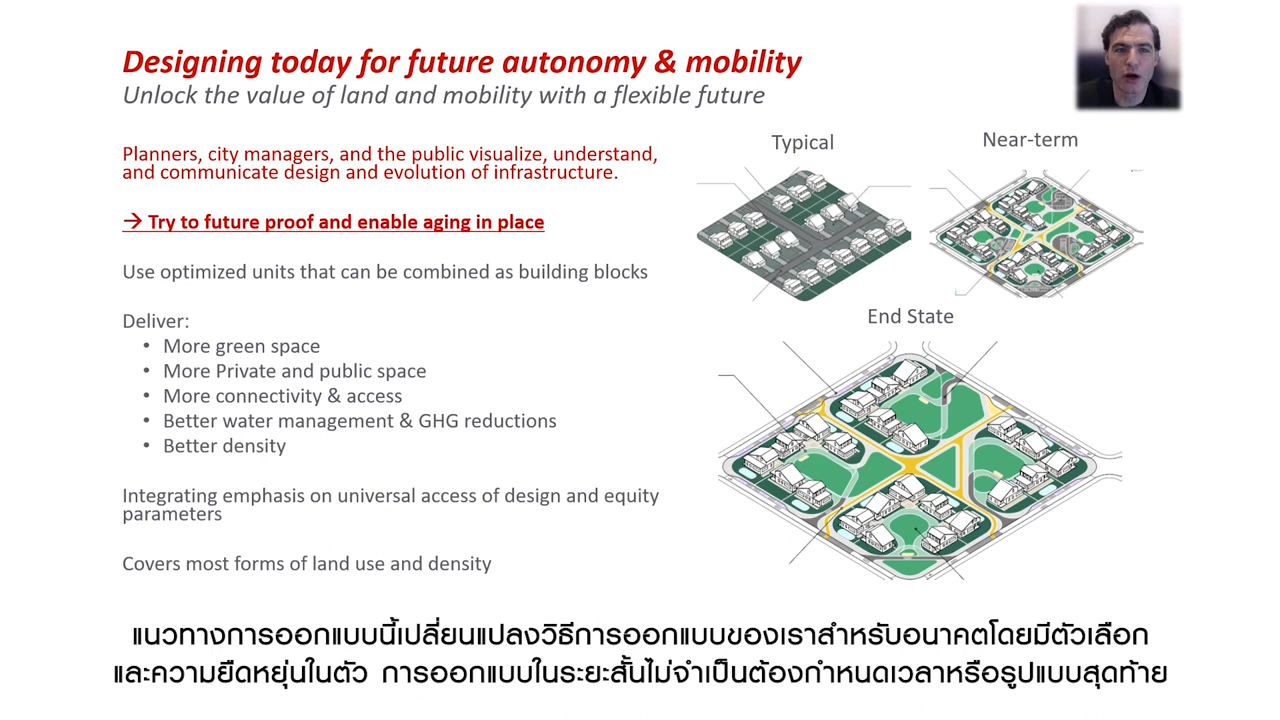 Designing today for future autonomy & mobility
Unlock the value of land and mobility with a flexible future
Planners, city managers, and the public visualize, understand,
and communicate design and evolution of infrastructure.
→ Try to future proof and enable aging in place
Use optimized units that can be combined as building blocks
Deliver:
• More green space
• More Private and public space
• More connectivity & access
• Better water management & GHG reductions
• Better density
Integrating emphasis on universal access of design and equity
parameters
Covers most forms of land use and density
Typical
Near-term
End State
แนวทางการออกแบบนี้เปลี่ยนแปลงวิธีการออกแบบของเราสำหรับอนาคตโดยมีตัวเลือก
และความยืดหยุ่นในตัว การออกแบบในระยะสั้นไม่จำเป็นต้องกำหนดเวลาหรือรูปแบบสุดท้าย